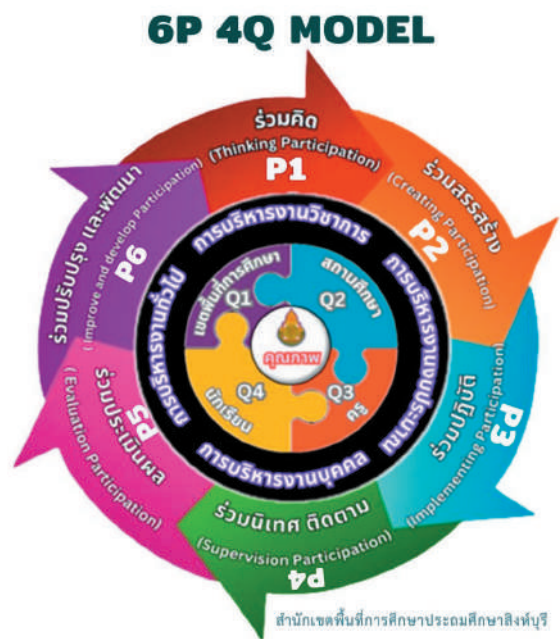 6P 4Q MODEL
ร่วมคิด
(Thinking Participation)
P1
ร่วมสรรสร้าง
(Creating Participation)
P2
ร่วมปฏิบัติ
(Implementing Participation)
P3
ร่วมนิเทศ ติดตาม
(Supervision Participation)
P4
ร่วมประเมินผล
(Evaluation Participation)
P5
ร่วมปรับปรุง และพัฒนา
(Improve and develop Participation)
P6
การบริหารงานวิชาการ
การบริหารงานงบประมาณ
การบริหารงานบุคคล
การบริหารงานทั่วไป
เขตพื้นที่การศึกษา
Q1
สถานศึกษา
Q2
Q3
ครู
Q4
นักเรียน
คุณภาพ
สำนักเขตพื้นที่การศึกษาประถมศึกษาสิงห์บุรี